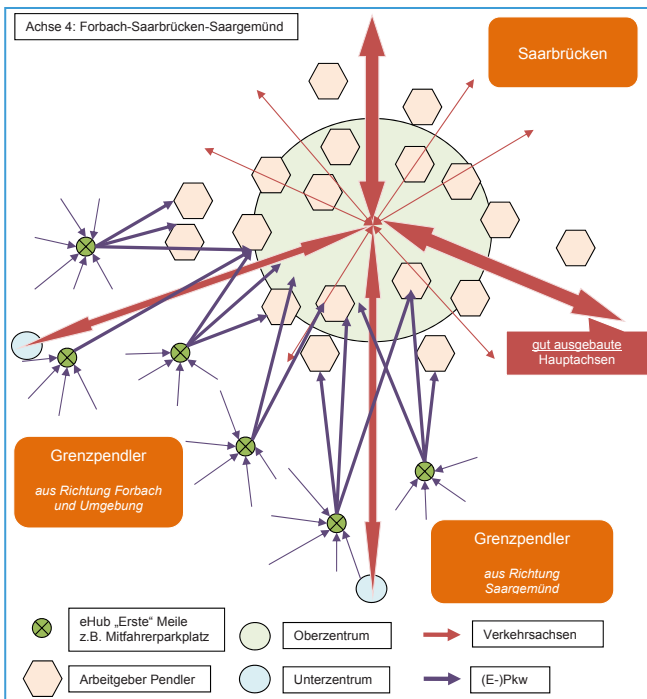 Achse 4: Forbach-Saarbrücken-Saargemünd
Saarbrücken
gut ausgebaute
Hauptachsen
Grenzpendler
aus Richtung Forbach
und Umgebung
Grenzpendler
aus Richtung
Saargemünd
eHub „Erste" Meile
z.B. Mitfahrerparkplatz
Oberzentrum
Verkehrsachsen
Arbeitgeber Pendler
Unterzentrum
(E-)Pkw